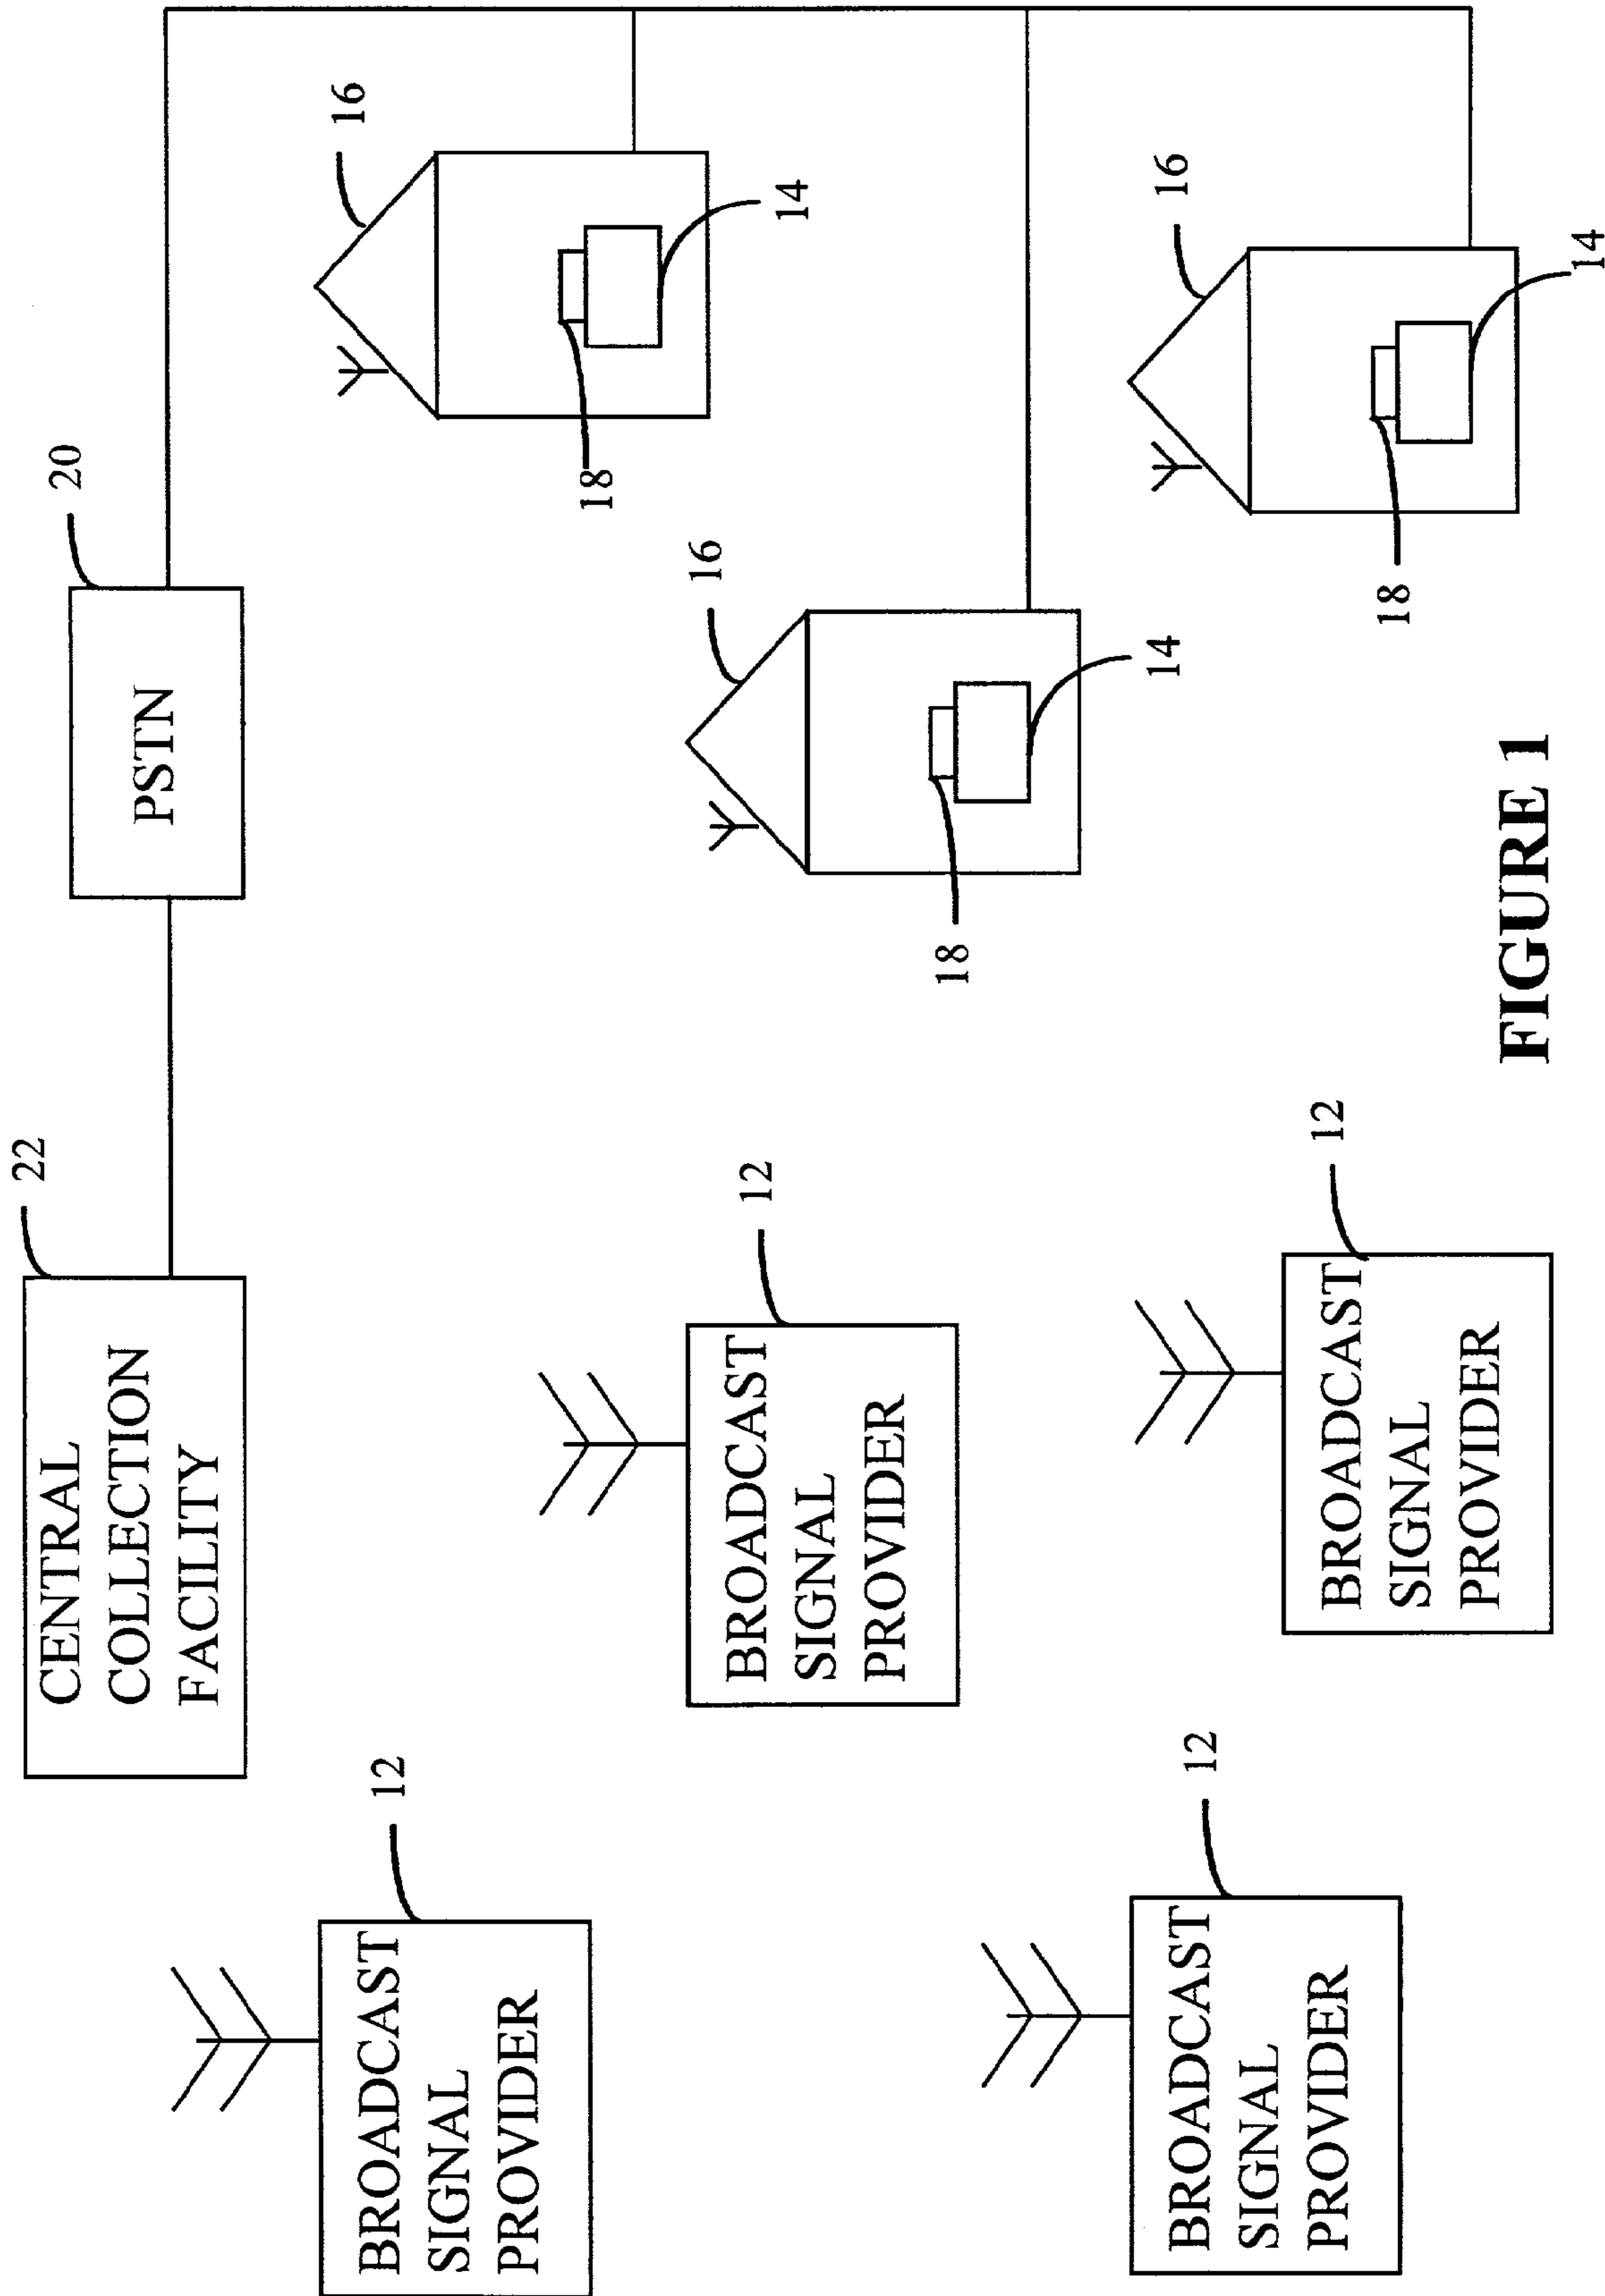 CENTRAL
COLLECTION
FACILITY
22
PSTN
20
BROADCAST
SIGNAL
PROVIDER
12
BROADCAST
SIGNAL
PROVIDER
12
BROADCAST
SIGNAL
PROVIDER
12
BROADCAST
SIGNAL
PROVIDER
12
16
18
14
16
18
14
16
18
14
FIGURE 1